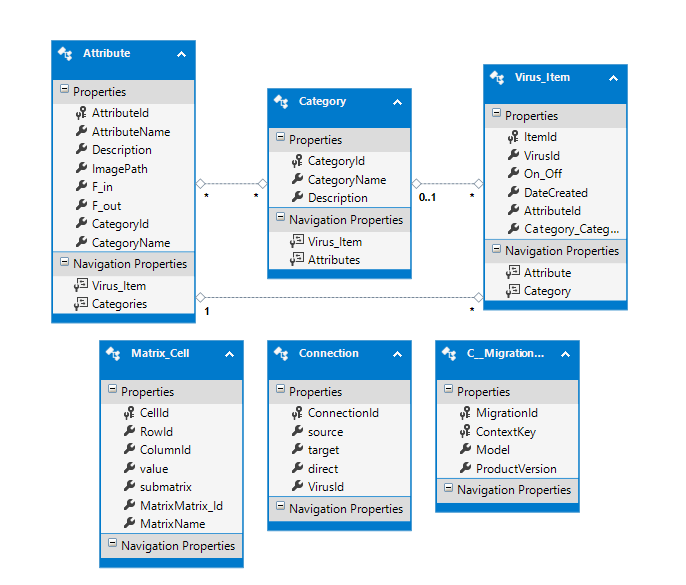 Attribute
Properties
AttributeId
AttributeName
Description
ImagePath
F_in
F_out
CategoryId
CategoryName
Navigation Properties
Virus_Item
Categories
Category
Properties
CategoryId
CategoryName
Description
Navigation Properties
Virus_Item
Attributes
Virus_Item
Properties
ItemId
VirusId
On_Off
DateCreated
AttributeId
Category_Categ...
Navigation Properties
Attribute
Category
* *
0..1 *
1 *
Matrix_Cell
Properties
CellId
RowId
ColumnId
value
submatrix
MatrixMatrix_Id
MatrixName
Navigation Properties
Connection
Properties
ConnectionId
source
target
direct
VirusId
Navigation Properties
C__Migration...
Properties
MigrationId
ContextKey
Model
ProductVersion
Navigation Properties